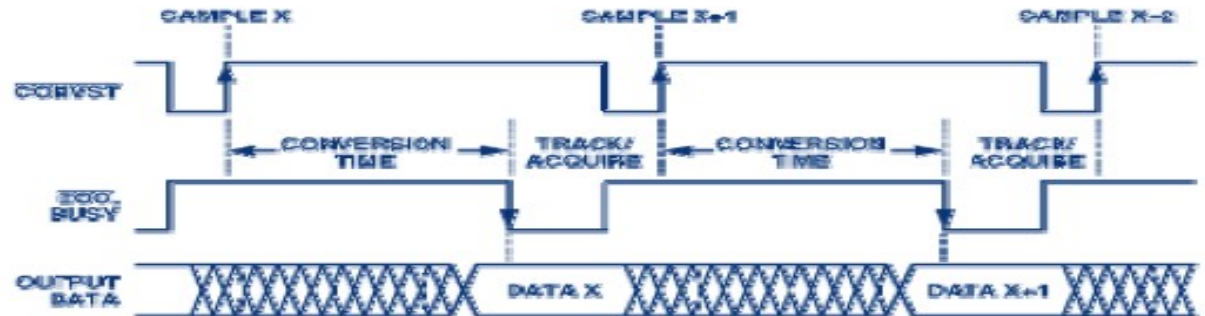 SAMPLE X SAMPLE X+1 SAMPLE X+2
CONVST
CONVERSION TIME
TRACK/ ACQUIRE
CONVERSION TIME
TRACK/ ACQUIRE
EOC,
BUSY
OUTPUT
DATA
DATA X DATA X+1